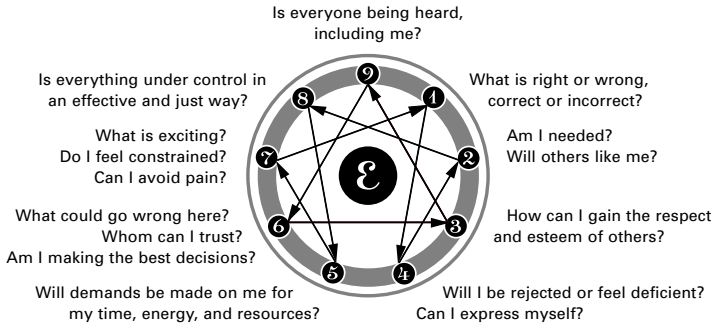 Is everyone being heard,
including me?
9
What is right or wrong,
correct or incorrect?
1
Am I needed?
Will others like me?
2
How can I gain the respect
and esteem of others?
3
Will I be rejected or feel deficient?
Can I express myself?
4
Will demands be made on me for
my time, energy, and resources?
5
What could go wrong here?
Whom can I trust?
Am I making the best decisions?
6
What is exciting?
Do I feel constrained?
Can I avoid pain?
7
Is everything under control in
an effective and just way?
8
ℰ